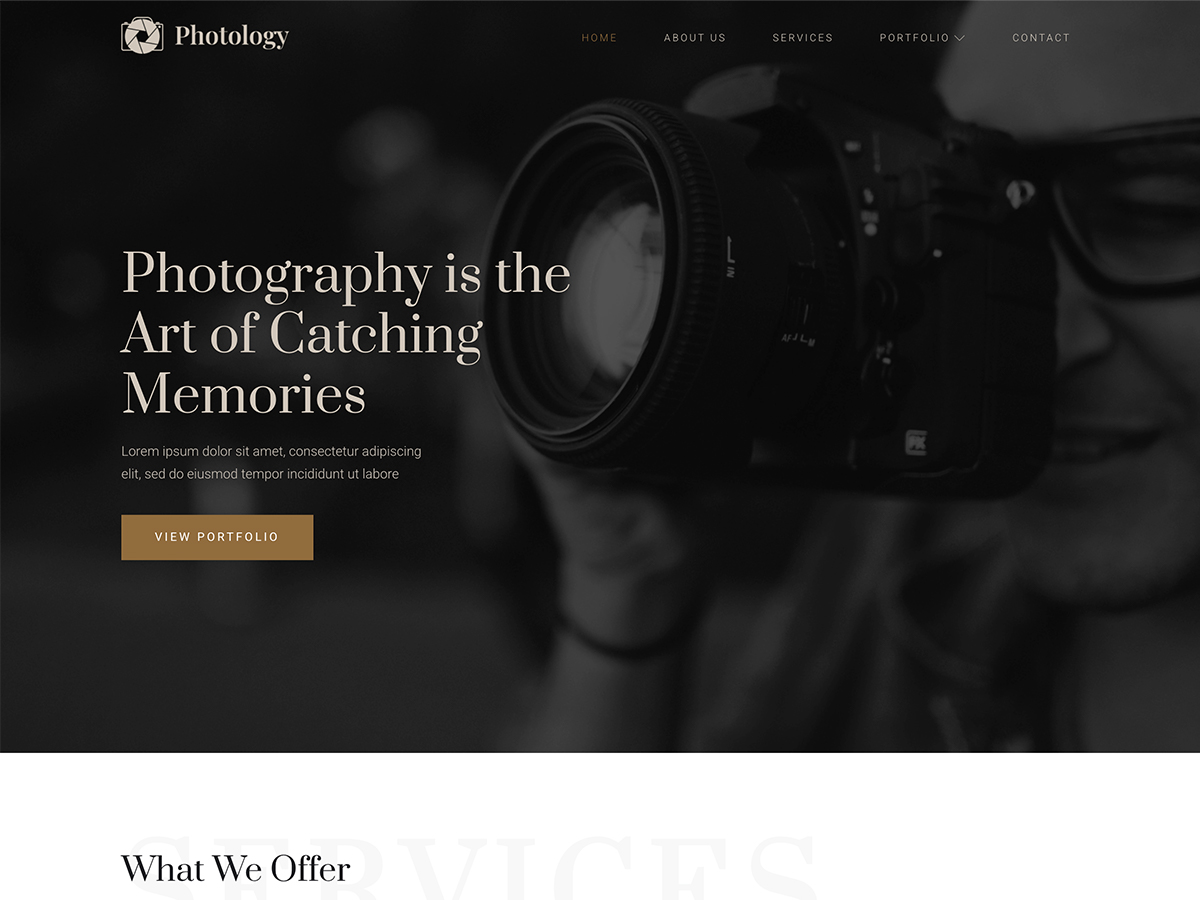 Photology
HOME ABOUT US SERVICES PORTFOLIO CONTACT
Photography is the
Art of Catching
Memories
Lorem ipsum dolor sit amet, consectetur adipiscing
elit, sed do eiusmod tempor incididunt ut labore
VIEW PORTFOLIO
SERVICES
What We Offer